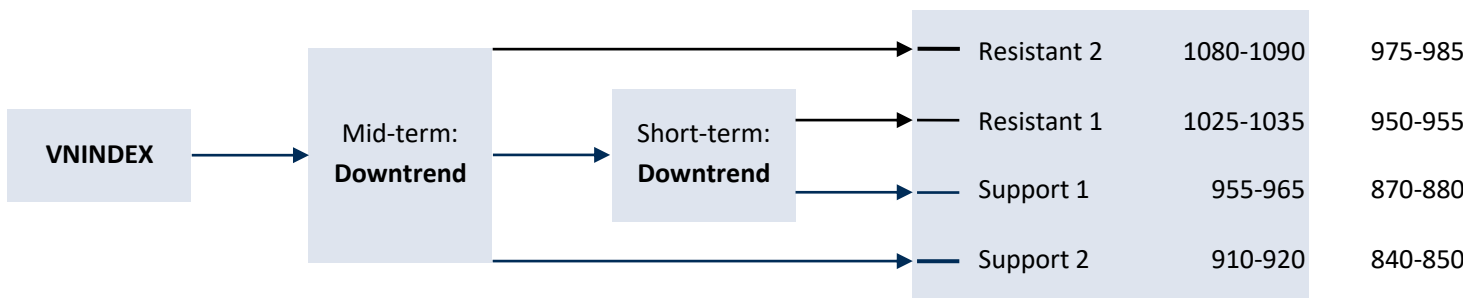 VNINDEX
Mid-term:
Downtrend
Short-term:
Downtrend
Resistant 2 1080-1090 975-985
Resistant 1 1025-1035 950-955
Support 1 955-965 870-880
Support 2 910-920 840-850